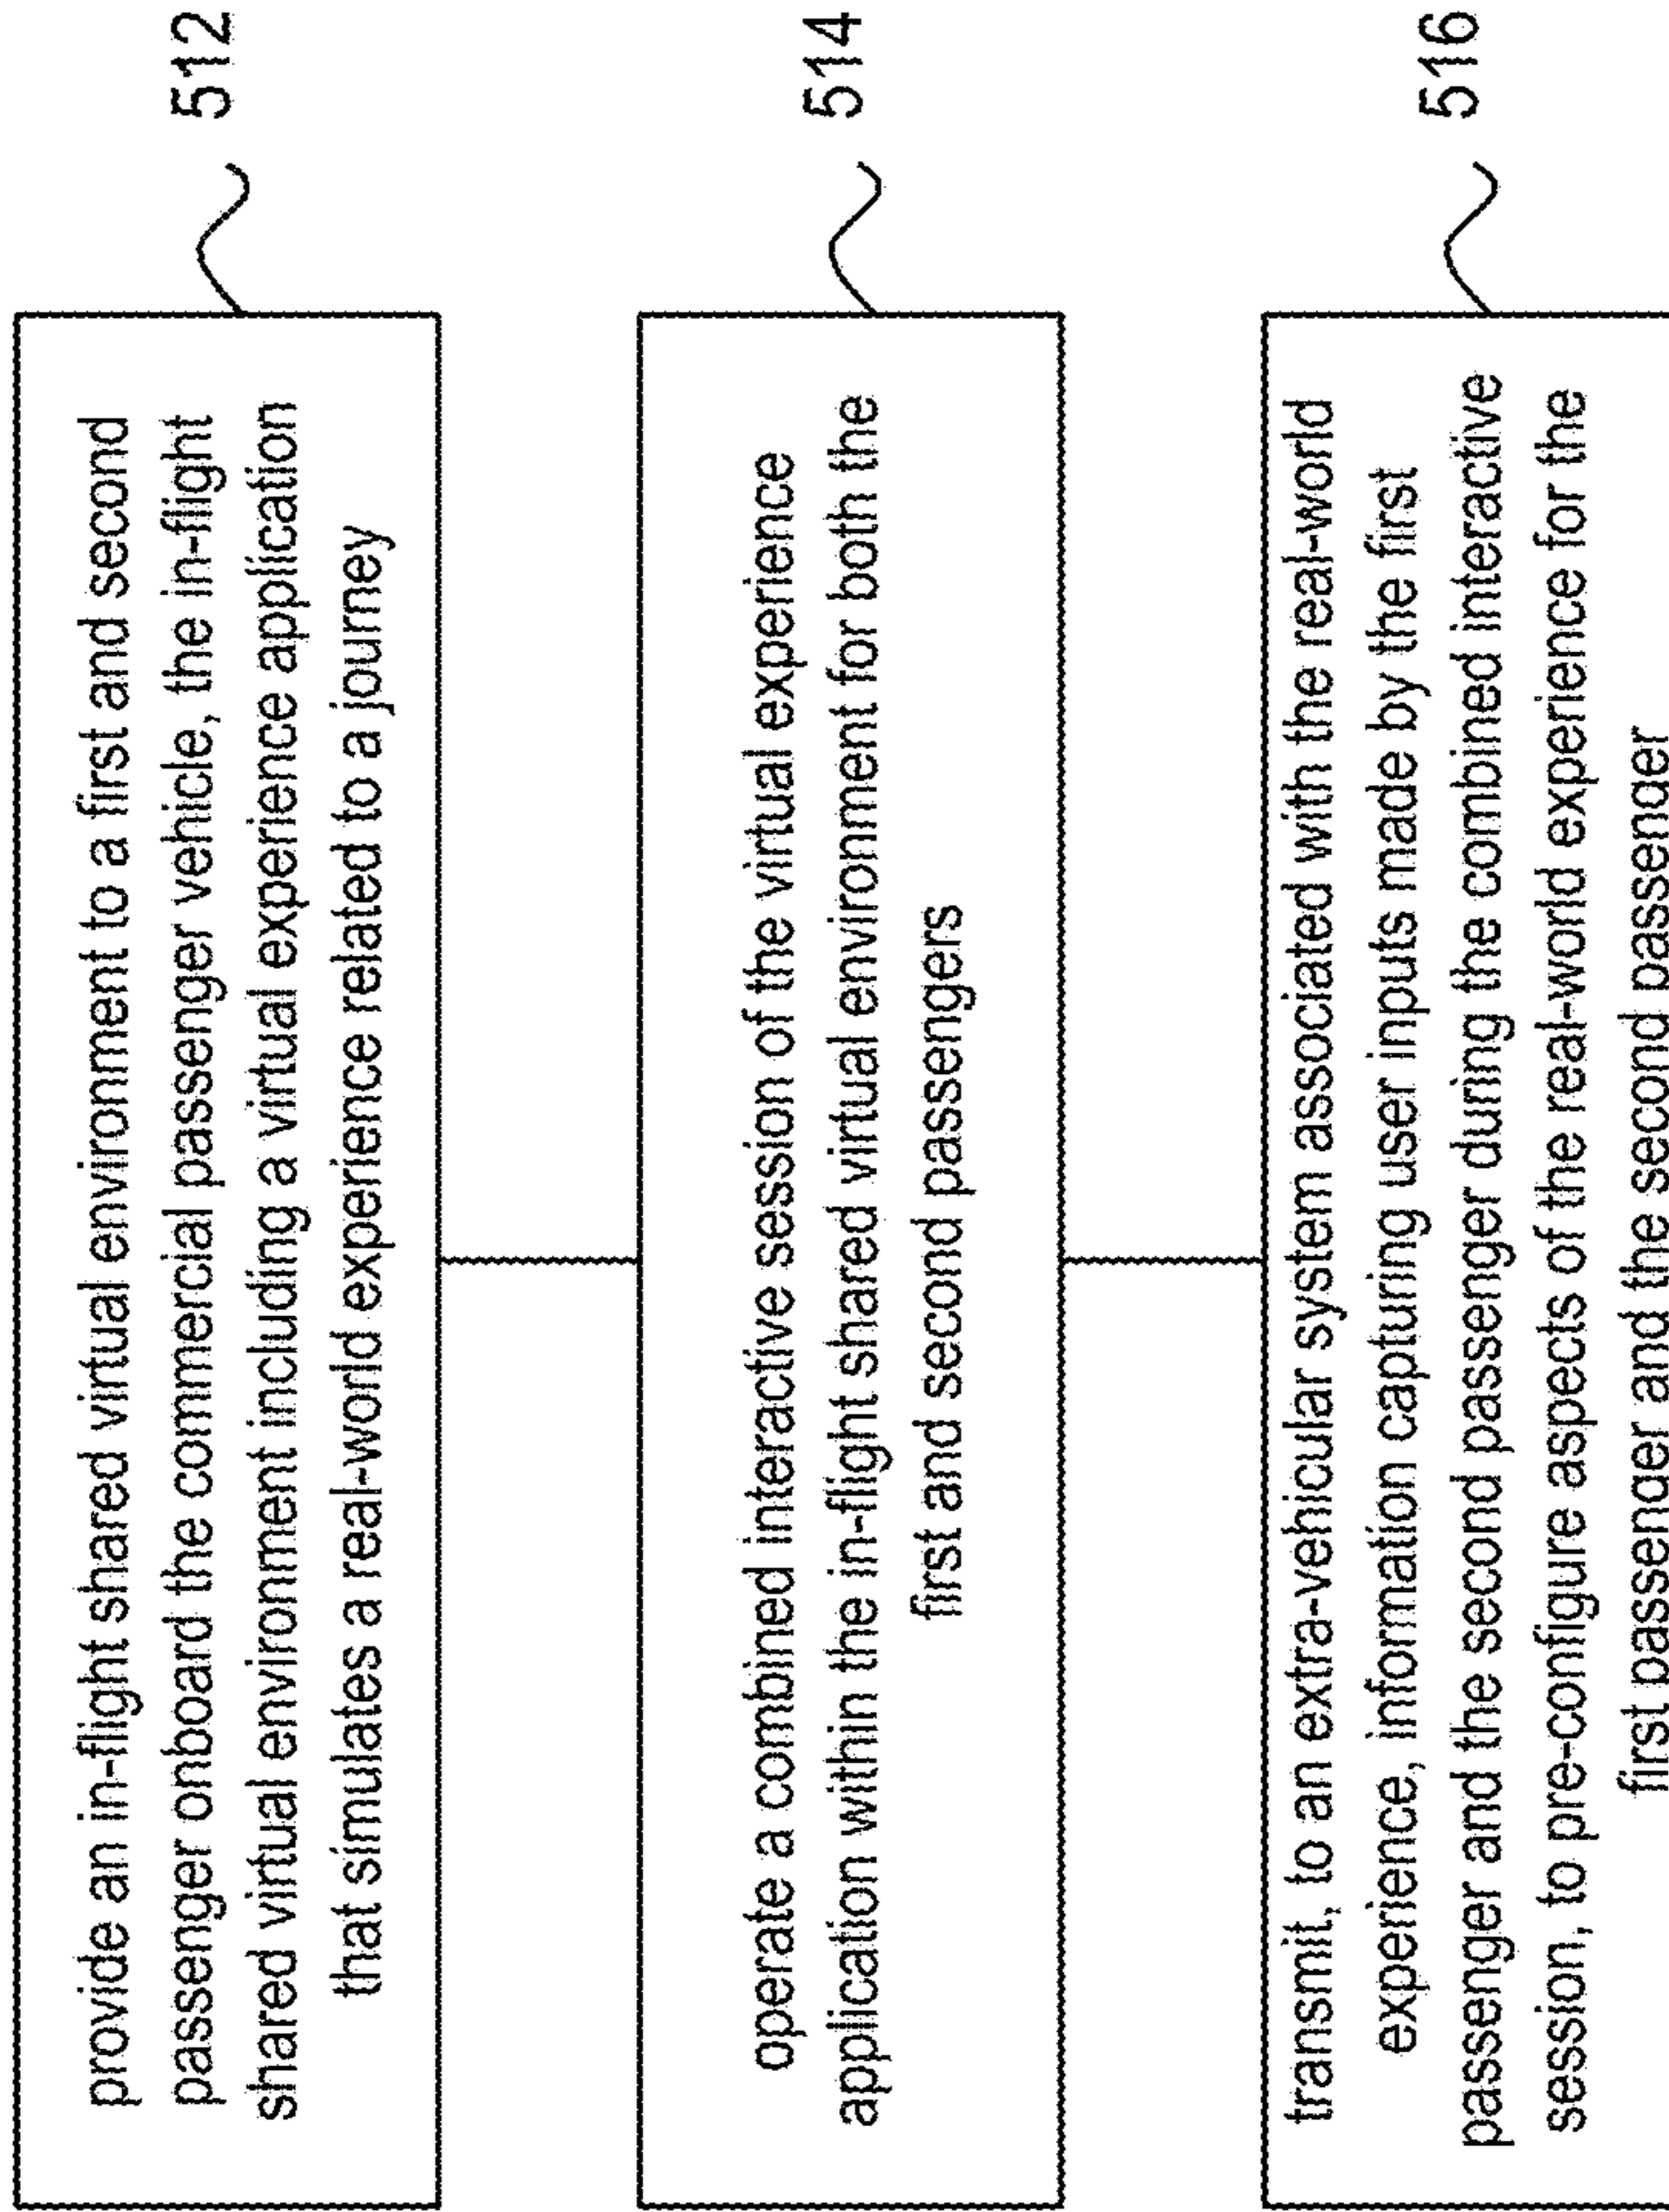 provide an in-flight shared virtual environment to a first and second
passenger onboard the commercial passenger vehicle, the in-flight
shared virtual environment including a virtual experience application
that simulates a real-world experience related to a journey
512
operate a combined interactive session of the virtual experience
application within the in-flight shared virtual environment for both the
first and second passengers
514
transmit, to an extra-vehicular system associated with the real-world
experience, information capturing user inputs made by the first
passenger and the second passenger during the combined interactive
session, to pre-configure aspects of the real-world experience for the
first passenger and the second passenger
516